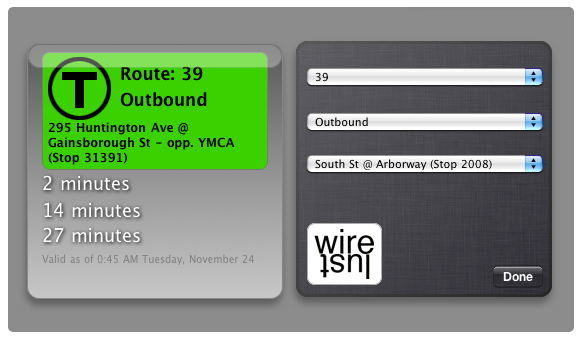 T
Route: 39
Outbound
295 Huntington Ave @
Gainsborough St - opp. YMCA
(Stop 31391)
2 minutes
14 minutes
27 minutes
Valid as of 0:45 AM Tuesday, November 24
39
Outbound
South St @ Arborway (Stop 2008)
wire
lust
Done